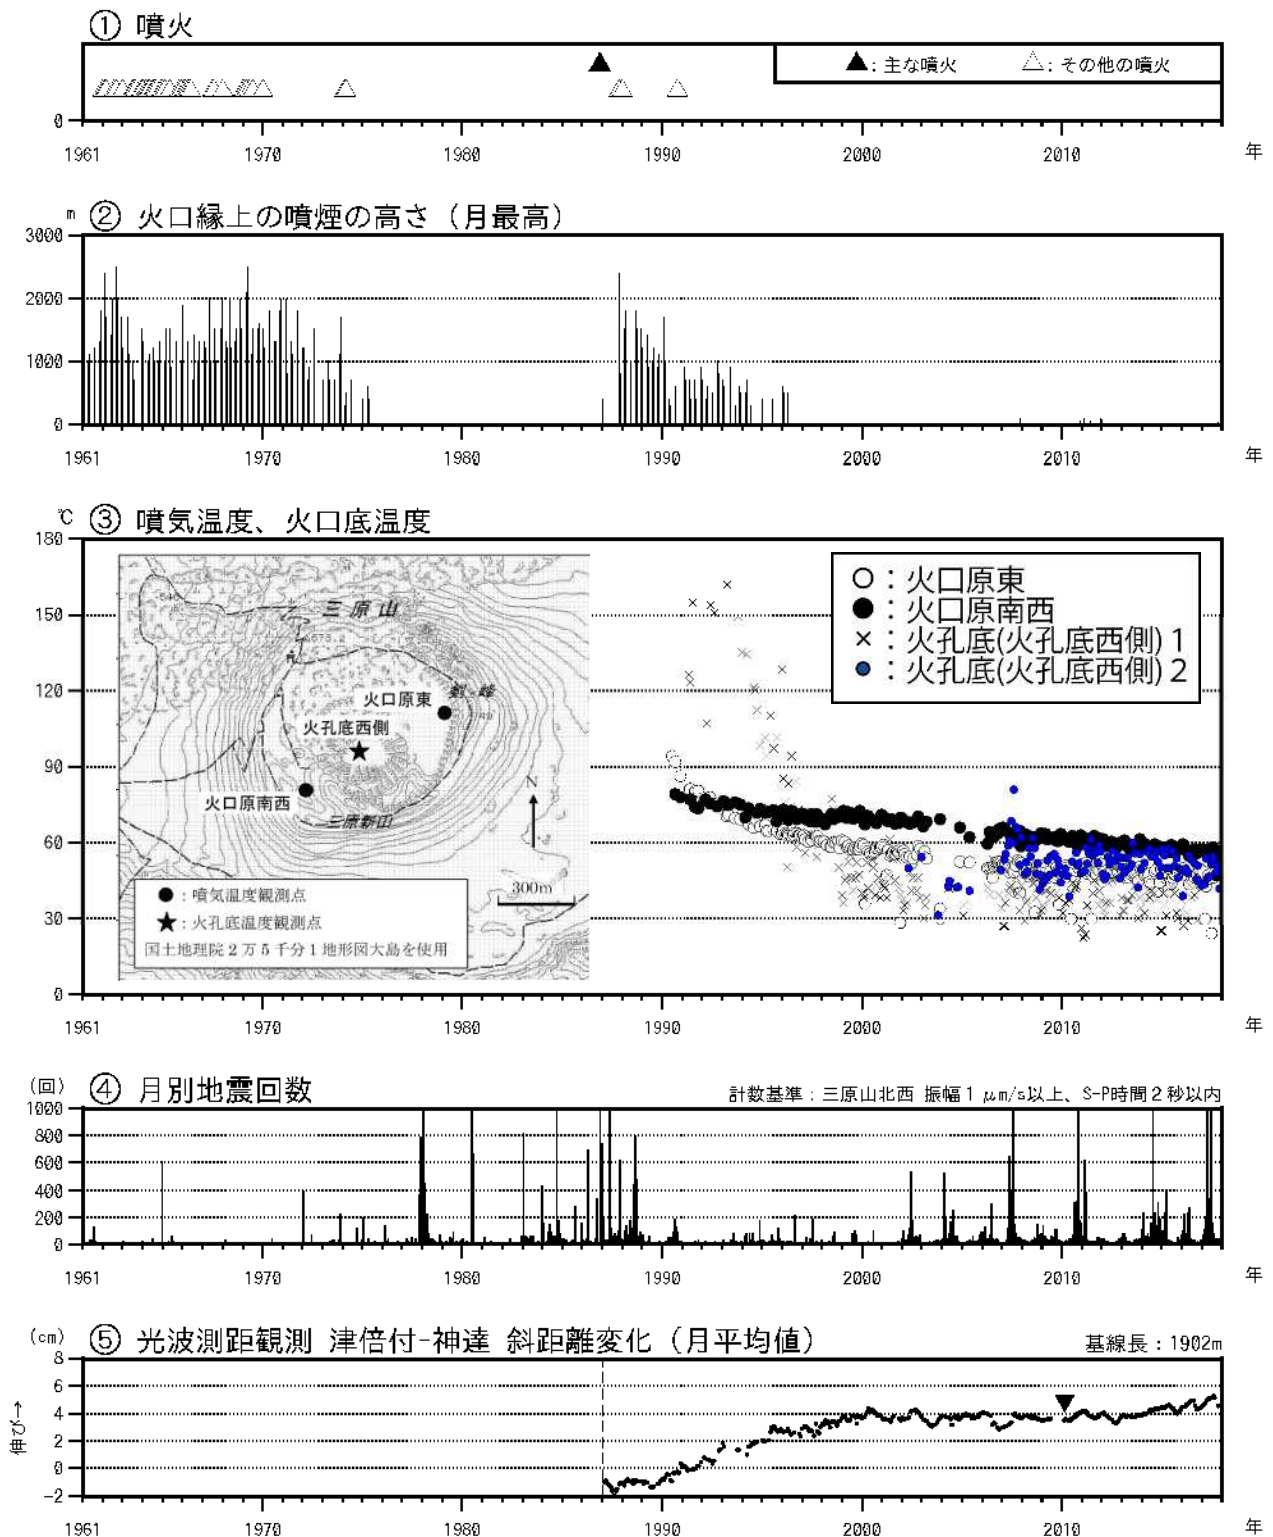 ① 噴火
▲：主な噴火 △：その他の噴火
0
1961 1970 1980 1990 2000 2010 年
m ② 火口縁上の噴煙の高さ（月最高）
3000
2000
1000
0
1961 1970 1980 1990 2000 2010 年
℃ ③ 噴気温度、火口底温度
180
150
120
90
60
30
0
○：火口原東
●：火口原南西
×：火孔底(火孔底西側) 1
●：火孔底(火孔底西側) 2
三原山
剣ヶ峰
火口原東
火孔底西側
火口原南西
三原新山
N
300m
●：噴気温度観測点
★：火孔底温度観測点
国土地理院２万５千分１地形図大島を使用
1961 1970 1980 1990 2000 2010 年
(回) ④ 月別地震回数 計数基準：三原山北西 振幅１μm/s以上、S-P時間２秒以内
1000
800
600
400
200
0
1961 1970 1980 1990 2000 2010 年
(cm) ⑤ 光波測距観測 津倍付-神達 斜距離変化（月平均値） 基線長：1902m
8
6
4
2
0
-2
伸び→
1961 1970 1980 1990 2000 2010 年